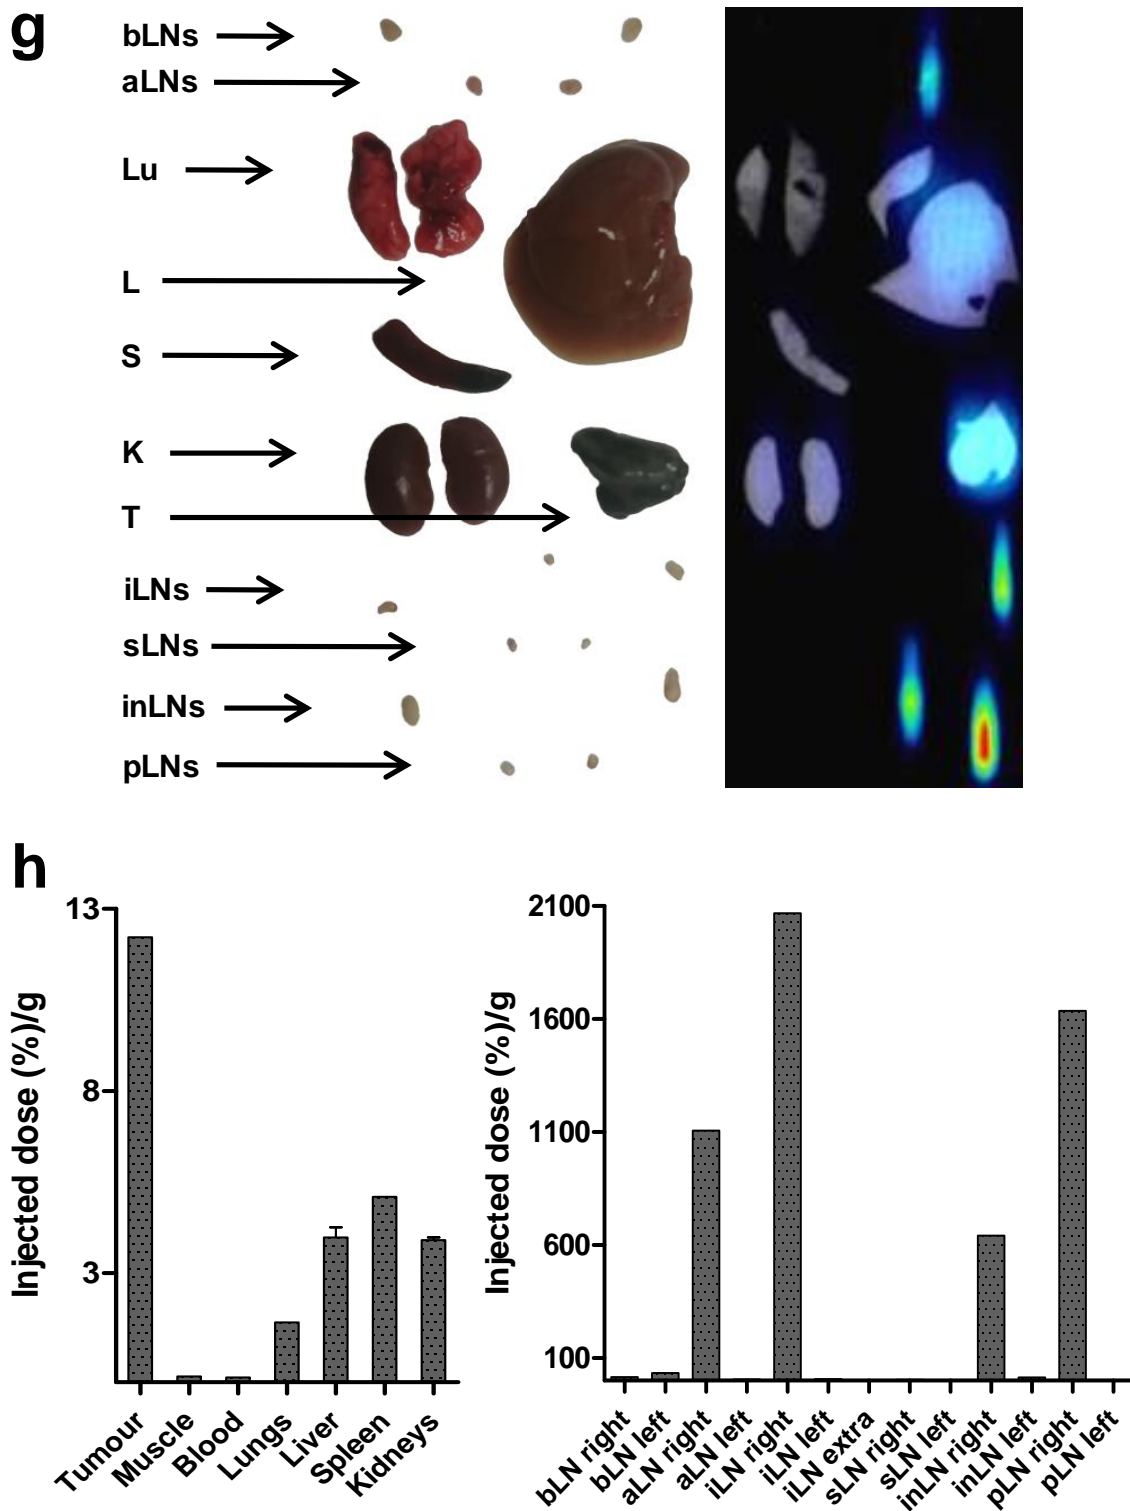 g
bLNs
aLNs
Lu
L
S
K
T
iLNs
sLNs
inLNs
pLNs
h
Injected dose (%)/g
13
8
3
Tumour
Muscle
Blood
Lungs
Liver
Spleen
Kidneys
Injected dose (%)/g
2100
1600
1100
600
100
bLN right
bLN left
aLN right
aLN left
iLN right
iLN left
iLN extra
sLN right
sLN left
inLN right
inLN left
pLN right
pLN left